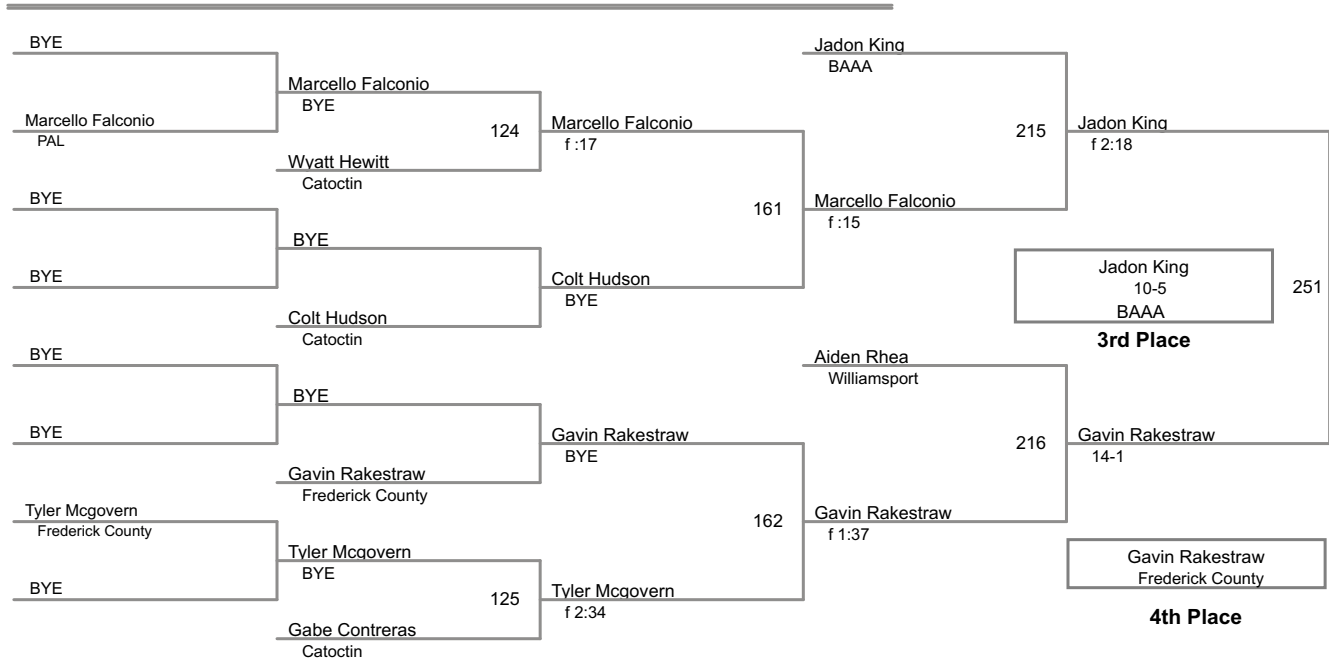 BYE
Marcello Falconio
PAL
BYE
BYE
BYE
BYE
Tyler Mcgovern
Frederick County
BYE
Marcello Falconio
BYE
Wyatt Hewitt
Catoctin
BYE
Colt Hudson
Catoctin
BYE
Gavin Rakestraw
Frederick County
Tyler Mcgovern
BYE
Gabe Contreras
Catoctin
124
125
Marcello Falconio
f :17
Colt Hudson
BYE
Gavin Rakestraw
BYE
Tyler Mcgovern
f 2:34
161
162
Jadon King
BAAA
Marcello Falconio
f :15
Aiden Rhea
Williamsport
Gavin Rakestraw
f 1:37
215
216
Jadon King
f 2:18
Gavin Rakestraw
14-1
251
Jadon King
10-5
BAAA
3rd Place
Gavin Rakestraw
Frederick County
4th Place